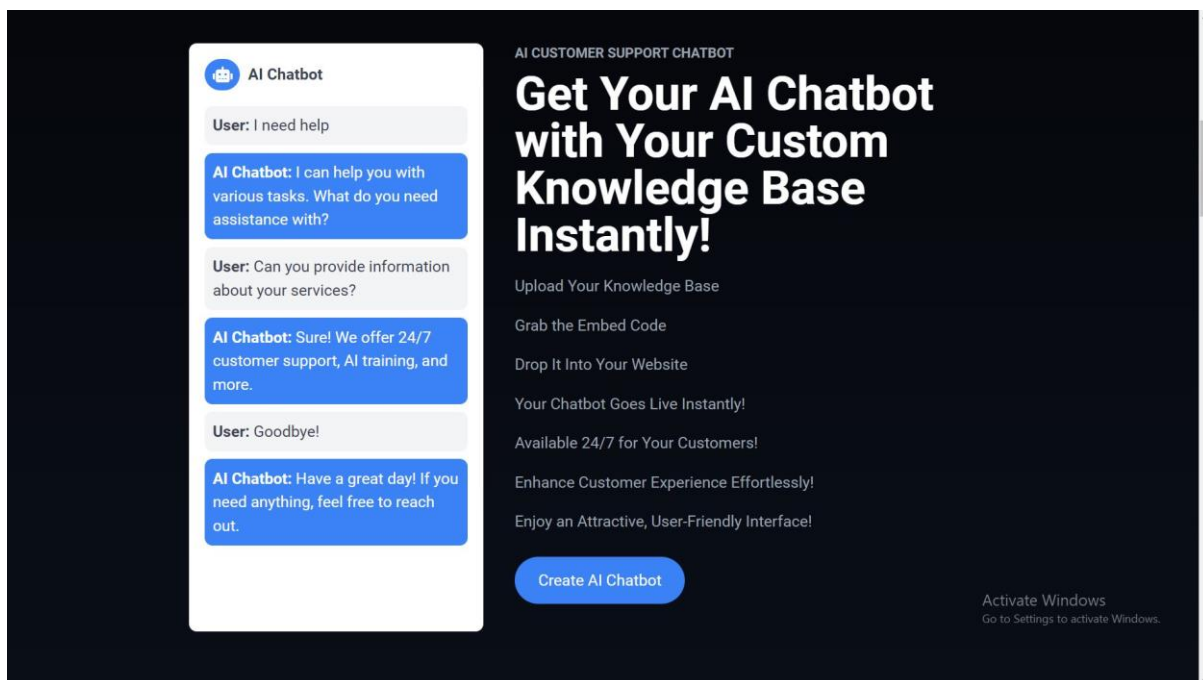 AI Chatbot
User: I need help
AI Chatbot: I can help you with
various tasks. What do you need
assistance with?
User: Can you provide information
about your services?
AI Chatbot: Sure! We offer 24/7
customer support, AI training, and
more.
User: Goodbye!
AI Chatbot: Have a great day! If you
need anything, feel free to reach
out.
AI CUSTOMER SUPPORT CHATBOT
Get Your AI Chatbot
with Your Custom
Knowledge Base
Instantly!
Upload Your Knowledge Base
Grab the Embed Code
Drop It Into Your Website
Your Chatbot Goes Live Instantly!
Available 24/7 for Your Customers!
Enhance Customer Experience Effortlessly!
Enjoy an Attractive, User-Friendly Interface!
Create AI Chatbot
Activate Windows
Go to Settings to activate Windows.